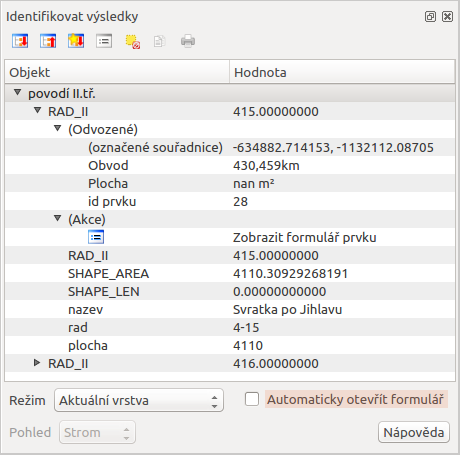 Identifikovat výsledky
Objekt Hodnota
povodí II.tř.
RAD_II 415.00000000
(Odvozené)
(označené souřadnice) -634882.714153, -1132112.08705
Obvod 430,459km
Plocha nan m²
id prvku 28
(Akce)
Zobrazit formulář prvku
RAD_II 415.00000000
SHAPE_AREA 4110.30929268191
SHAPE_LEN 0.00000000000
nazev Svratka po Jihlavu
rad 4-15
plocha 4110
RAD_II 416.00000000
Režim Aktuální vrstva Automaticky otevřít formulář
Pohled Strom Nápověda